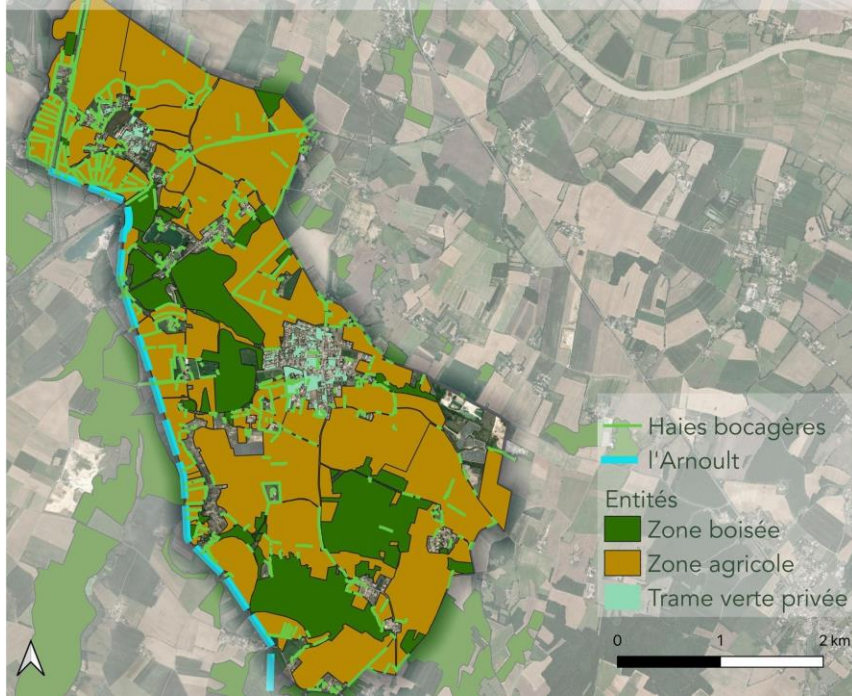 Haies bocagères
l'Arnoult
Entités
Zone boisée
Zone agricole
Trame verte privée
0 1 2 km